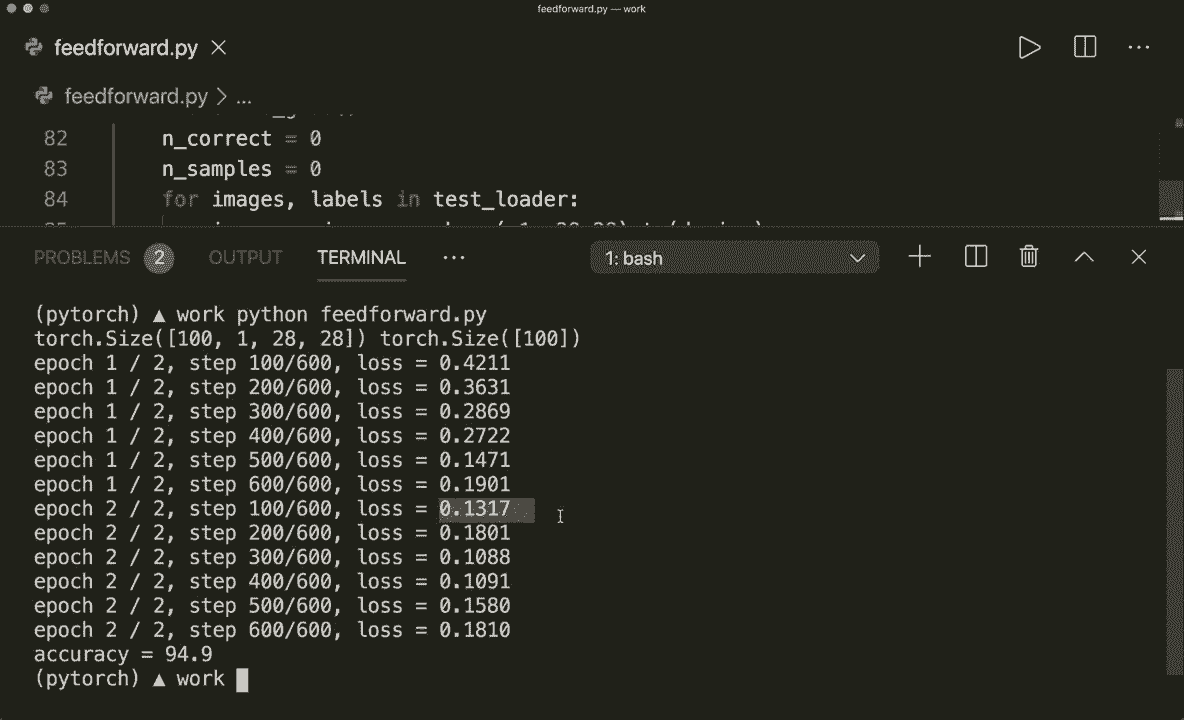 feedforward.py — work
feedforward.py
feedforward.py > ...
82 n_correct = 0
83 n_samples = 0
84 for images, labels in test_loader:
PROBLEMS 2 OUTPUT TERMINAL ... 1: bash
(pytorch) ▲ work python feedforward.py
torch.Size([100, 1, 28, 28]) torch.Size([100])
epoch 1 / 2, step 100/600, loss = 0.4211
epoch 1 / 2, step 200/600, loss = 0.3631
epoch 1 / 2, step 300/600, loss = 0.2869
epoch 1 / 2, step 400/600, loss = 0.2722
epoch 1 / 2, step 500/600, loss = 0.1471
epoch 1 / 2, step 600/600, loss = 0.1901
epoch 2 / 2, step 100/600, loss = 0.1317
epoch 2 / 2, step 200/600, loss = 0.1801
epoch 2 / 2, step 300/600, loss = 0.1088
epoch 2 / 2, step 400/600, loss = 0.1091
epoch 2 / 2, step 500/600, loss = 0.1580
epoch 2 / 2, step 600/600, loss = 0.1810
accuracy = 94.9
(pytorch) ▲ work